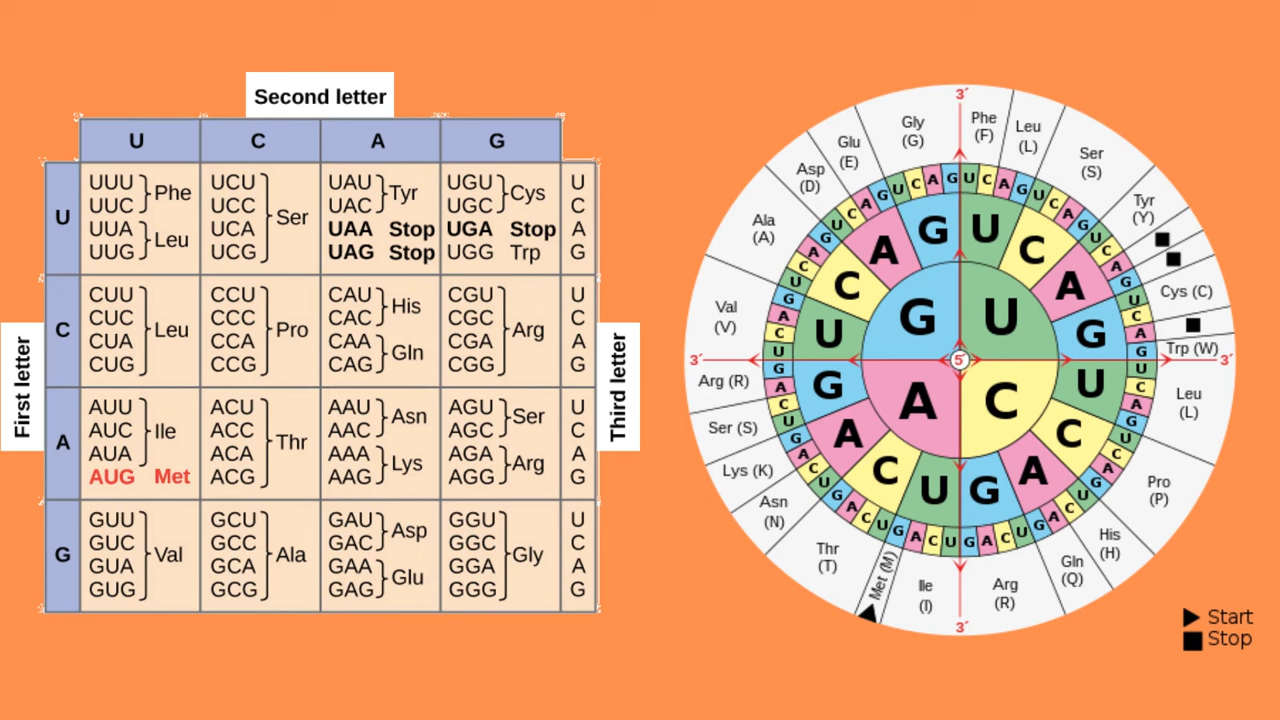 Second letter
U C A G
First letter
Third letter
U
UUU Phe UCU Ser UAU Tyr UGU Cys U
UUC UCC UAC UGC C
UUA Leu UCA UAA Stop UGA Stop A
UUG UCG UAG Stop UGG Trp G
C
CUU Leu CCU Pro CAU His CGU Arg U
CUC CCC CAC CGC C
CUA CCA CAA Gln CGA A
CUG CCG CAG CGG G
A
AUU Ile ACU Thr AAU Asn AGU Ser U
AUC ACC AAC AGC C
AUA ACA AAA Lys AGA Arg A
AUG Met ACG AAG AGG G
G
GUU Val GCU Ala GAU Asp GGU Gly U
GUC GCC GAC GGC C
GUA GCA GAA Glu GGA A
GUG GCG GAG GGG G
3´
Phe
(F)
Leu
(L)
Ser
(S)
Tyr
(Y)
Cys (C)
Trp (W)
3´
Leu
(L)
Pro
(P)
His
(H)
Gln
(Q)
Arg
(R)
3´
Ile
(I)
Met (M)
Thr
(T)
Asn
(N)
Lys (K)
Ser (S)
Arg (R)
3´
Val
(V)
Ala
(A)
Asp
(D)
Glu
(E)
Gly
(G)
U C A G U C A G U C A G U C A G U C A G U C A G U C A G U C A G U C A G U C A G U C A G U C A G U C A G U C A G U C A G U C A G
U C A G U C A G U C A G U C A G
U C A G
5´
Start
Stop